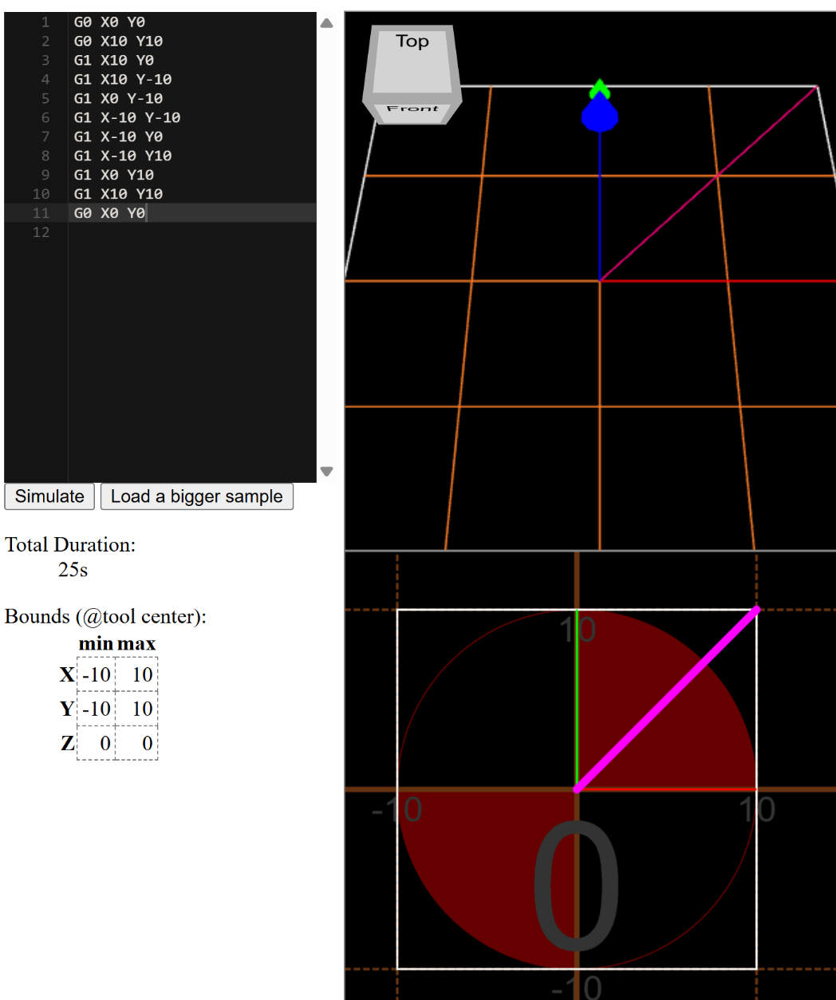 1 G0 X0 Y0
2 G0 X10 Y10
3 G1 X10 Y0
4 G1 X10 Y-10
5 G1 X0 Y-10
6 G1 X-10 Y-10
7 G1 X-10 Y0
8 G1 X-10 Y10
9 G1 X0 Y10
10 G1 X10 Y10
11 G0 X0 Y0
12
Simulate Load a bigger sample
Total Duration:
25s
Bounds (@tool center):
min max
X -10 10
Y -10 10
Z 0 0
Top
Front
10
-10 10
0
-10